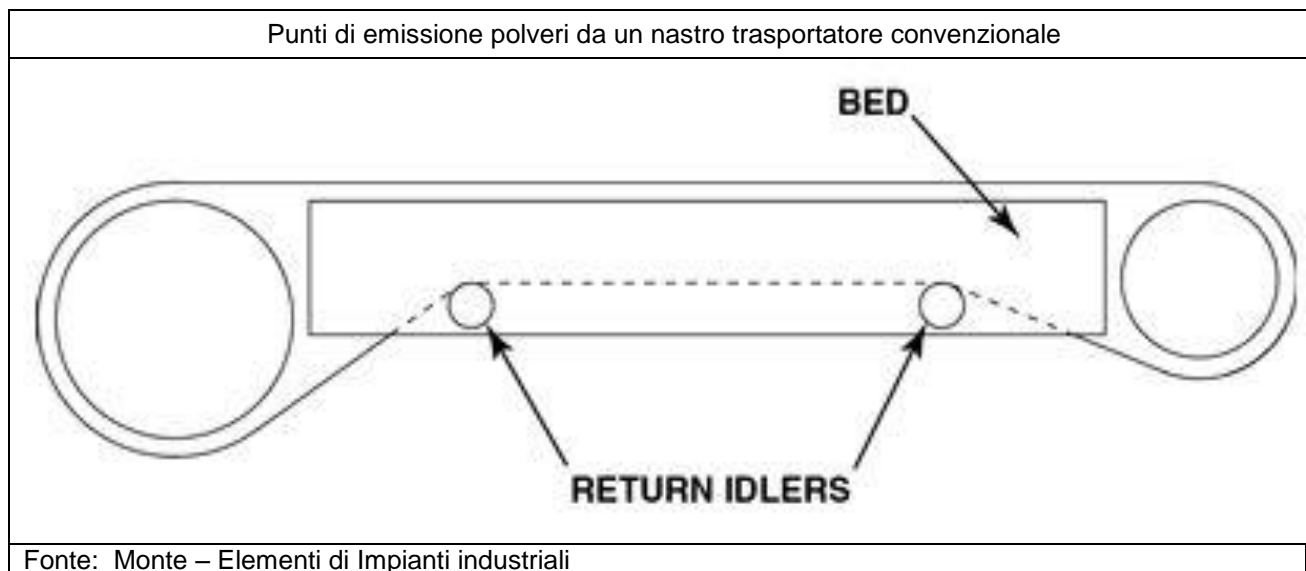 Punti di emissione polveri da un nastro trasportatore convenzionale
BED
RETURN IDLERS
Fonte: Monte – Elementi di Impianti industriali